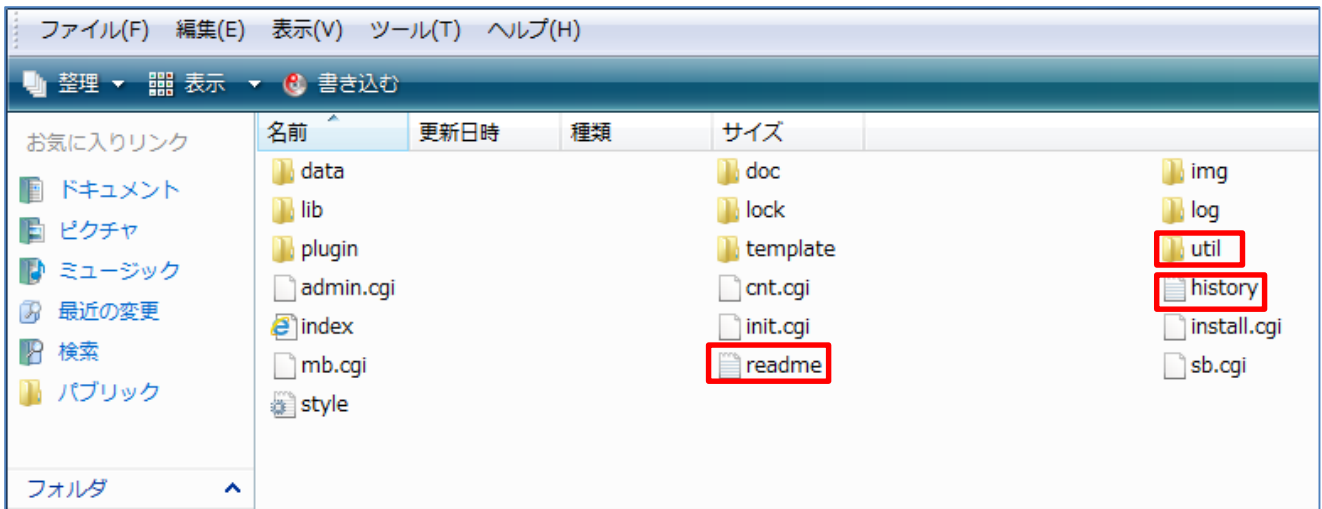 ファイル(F) 編集(E) 表示(V) ツール(T) ヘルプ(H)
整理 表示 書き込む
お気に入りリンク
ドキュメント
ピクチャ
ミュージック
最近の変更
検索
パブリック
フォルダ
名前 更新日時 種類 サイズ
data doc img
lib lock log
plugin template util
admin.cgi cnt.cgi history
index init.cgi install.cgi
mb.cgi readme sb.cgi
style